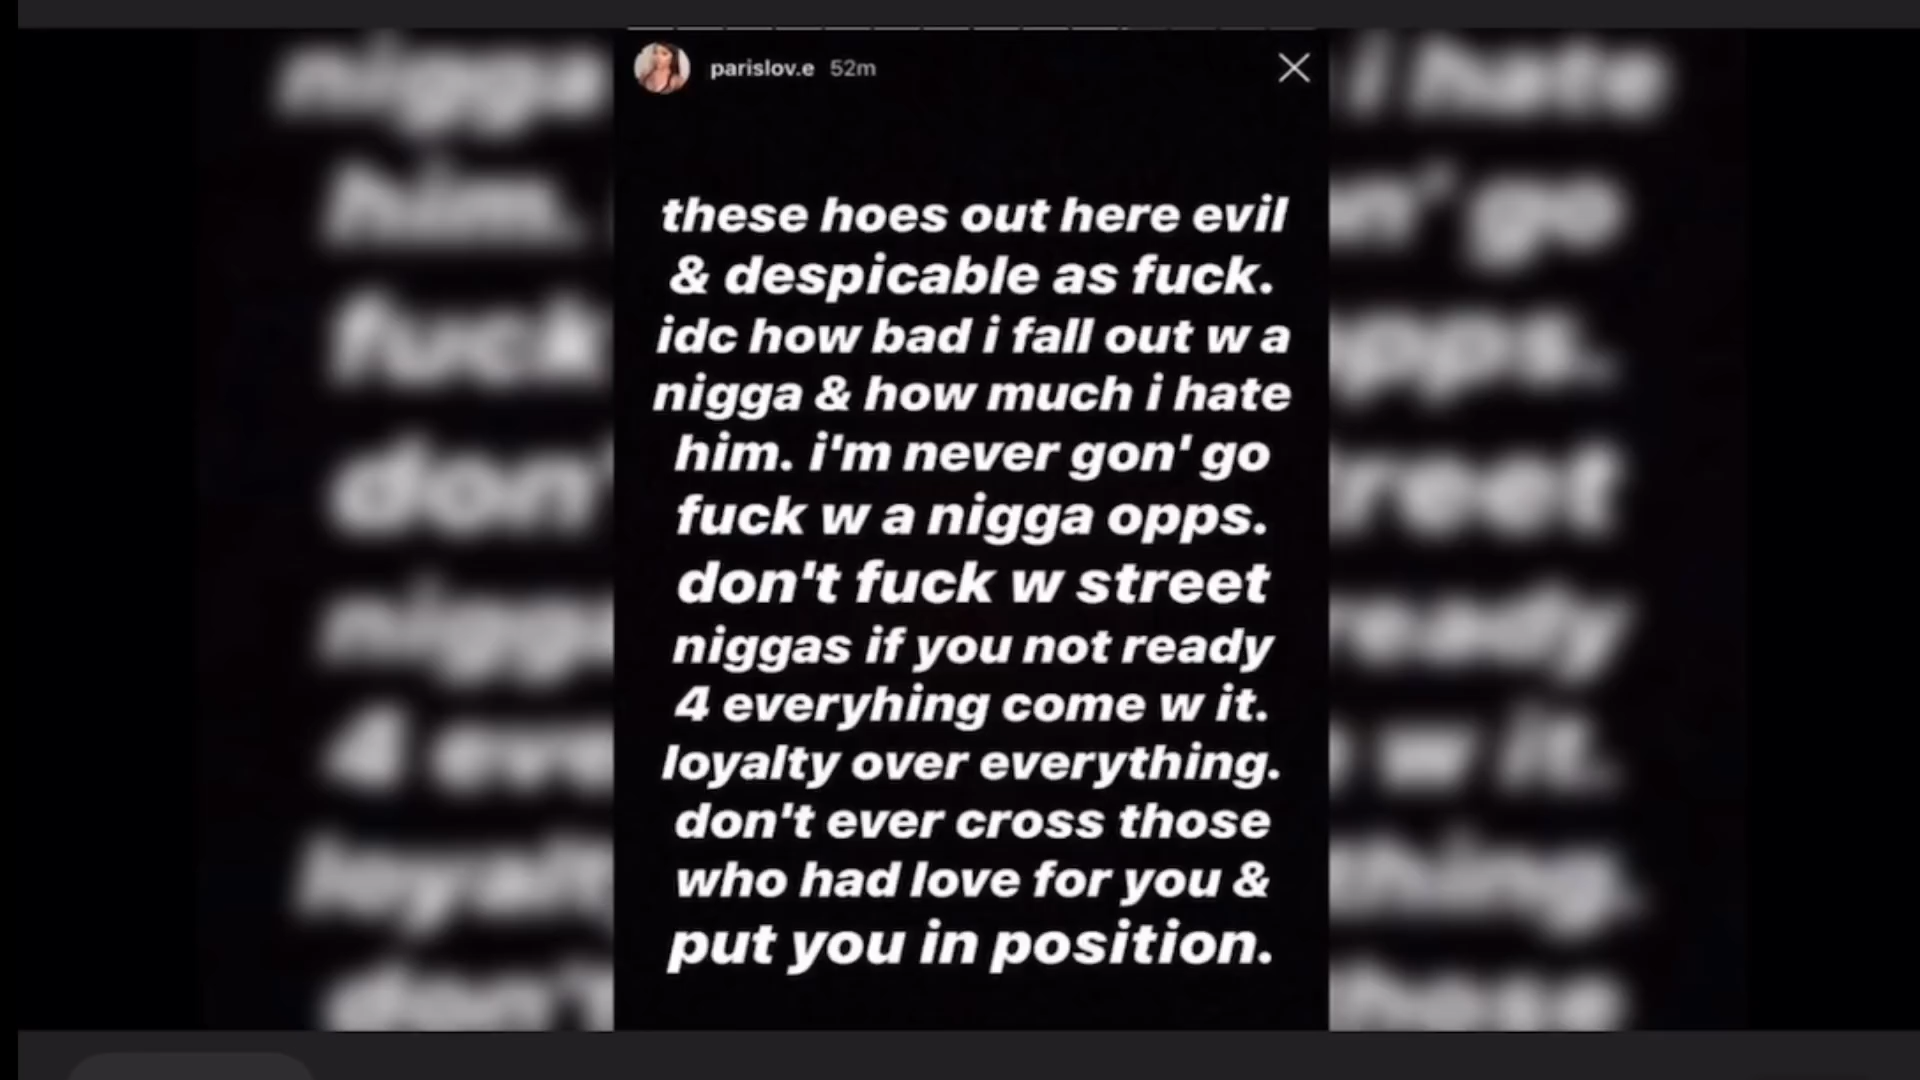 parislov.e 52m
these hoes out here evil
& despicable as fuck.
idc how bad i fall out w a
nigga & how much i hate
him. i'm never gon' go
fuck w a nigga opps.
don't fuck w street
niggas if you not ready
4 everyhing come w it.
loyalty over everything.
don't ever cross those
who had love for you &
put you in position.